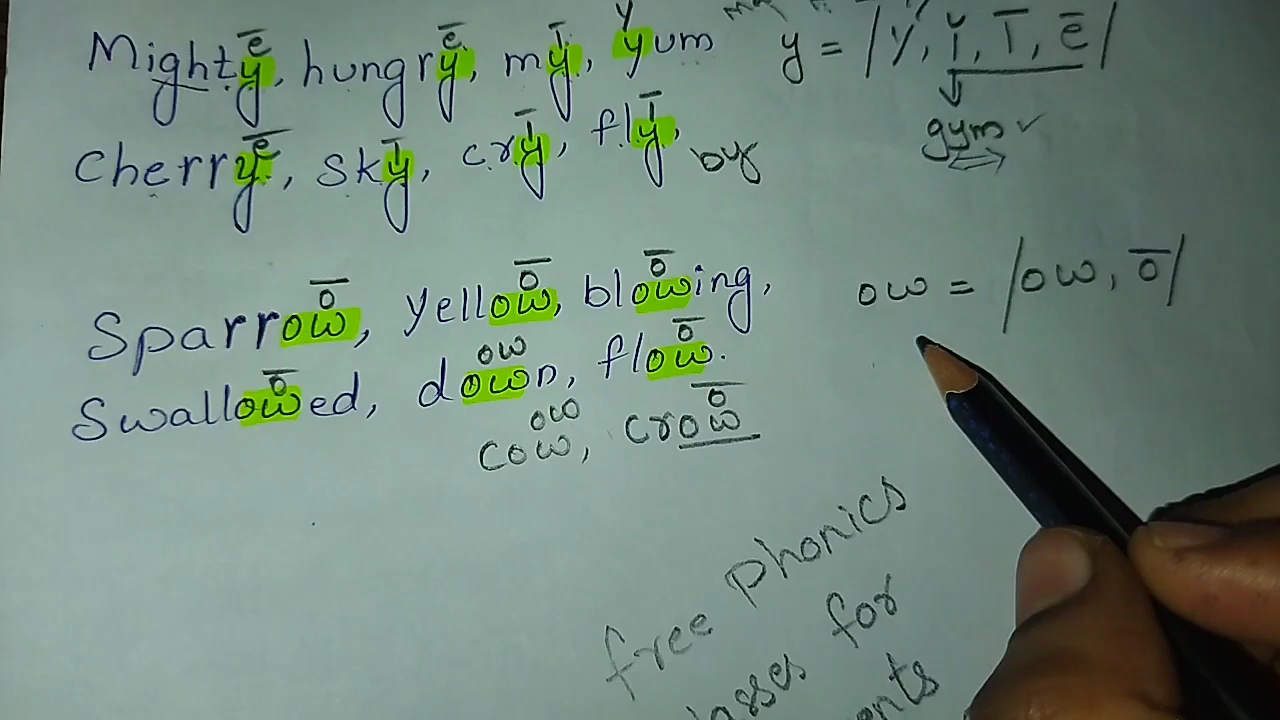 Mighty, hungry, my, yum
y = /y, ĭ, ī, ē/
gym ✓
Cherry, sky, cry, fly, by
Sparrow, yellow, blowing,
ow = /ow, ō/
Swallowed, down, flow.
cow, crow
free phonics
for